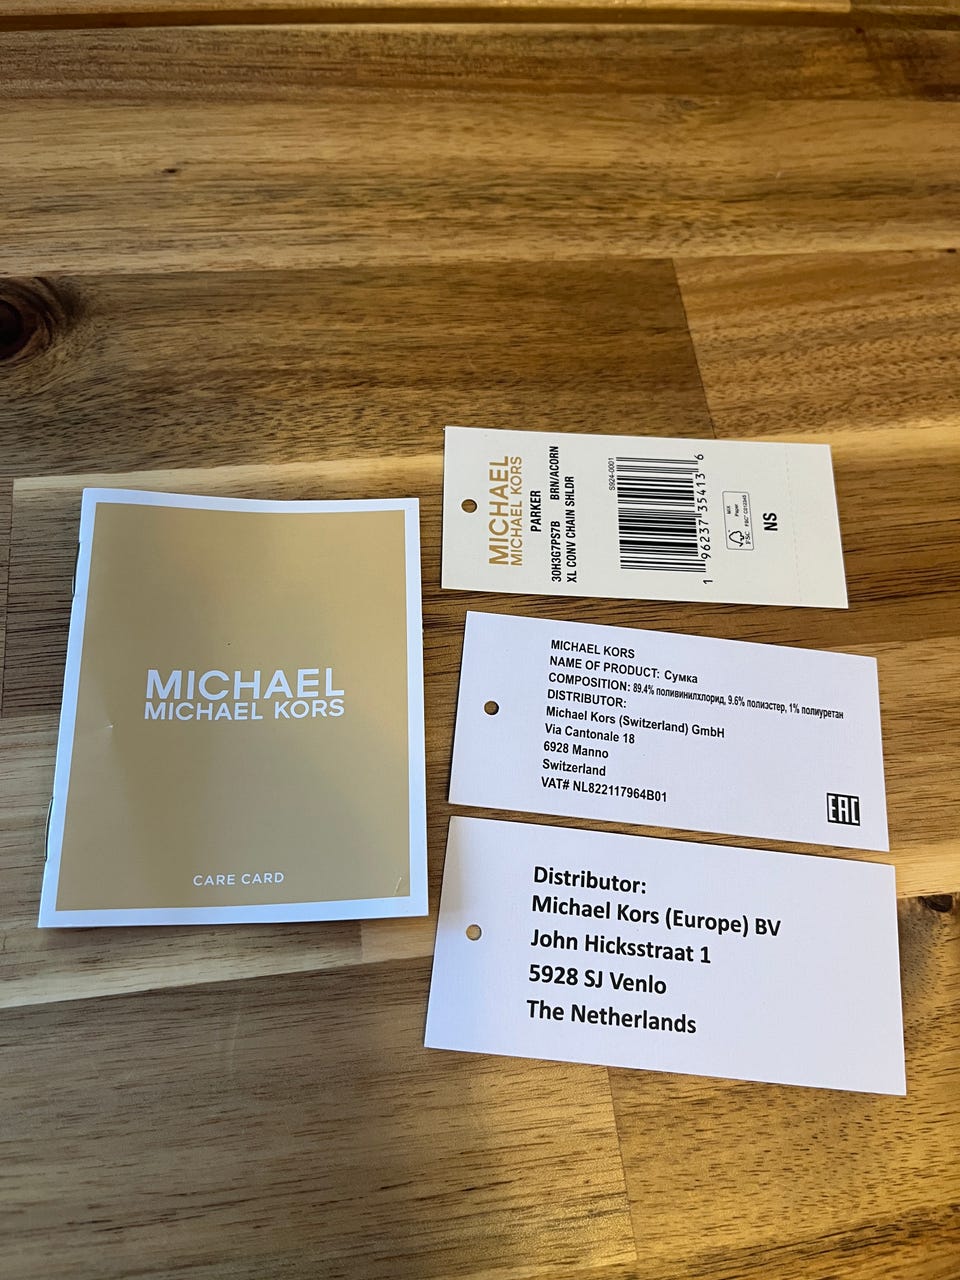 MICHAEL
MICHAEL KORS
CARE CARD
MICHAEL
MICHAEL KORS
PARKER
30H3G7PS7B BRN/ACORN
XL CONV CHAIN SHLDR
S924-0001
1 96237 35413 6
MIX
Paper
FSC
NS
MICHAEL KORS
NAME OF PRODUCT: Сумка
COMPOSITION: 89.4% поливинилхлорид, 9.6% полиэстер, 1% полиуретан
DISTRIBUTOR:
Michael Kors (Switzerland) GmbH
Via Cantonale 18
6928 Manno
Switzerland
VAT# NL822117964B01
EAC
Distributor:
Michael Kors (Europe) BV
John Hicksstraat 1
5928 SJ Venlo
The Netherlands